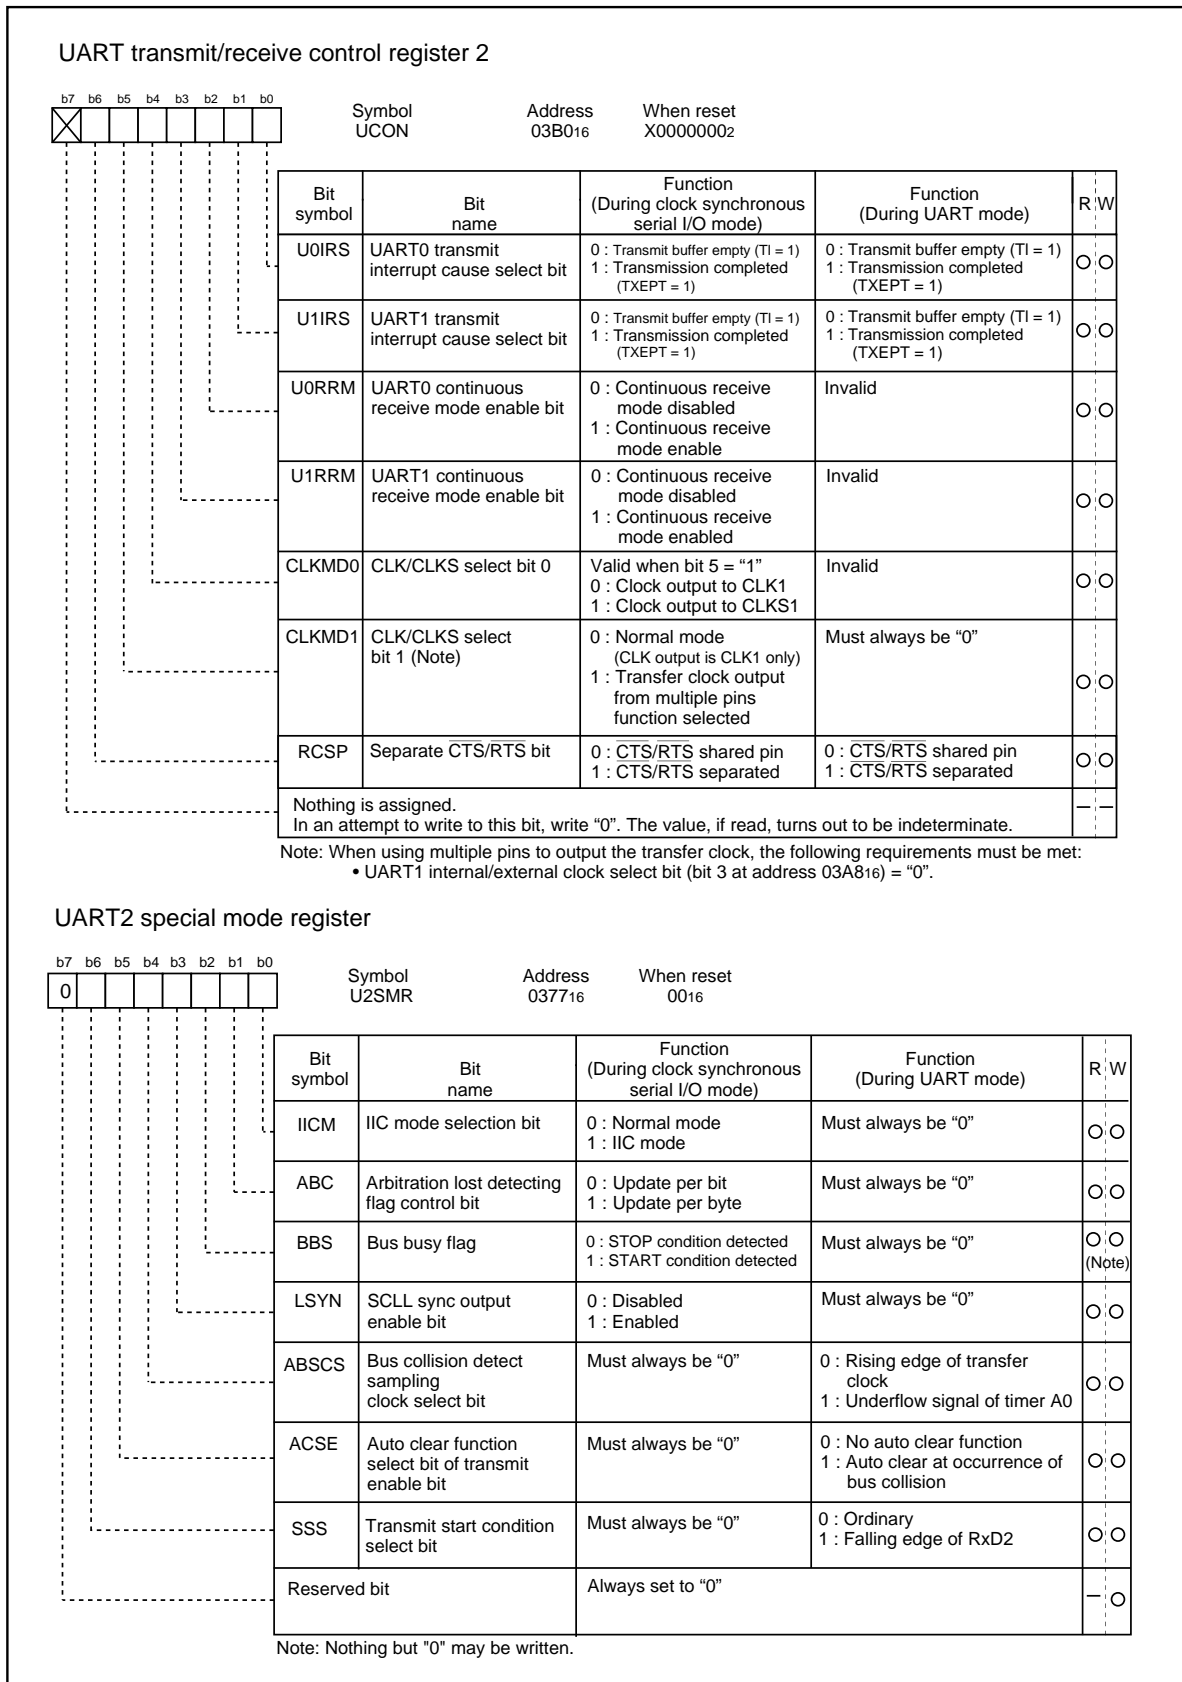 UART transmit/receive control register 2
b7 b6 b5 b4 b3 b2 b1 b0
Symbol Address When reset
UCON 03B016 X00000002
Bit symbol Bit name Function (During clock synchronous serial I/O mode) Function (During UART mode) R W
U0IRS UART0 transmit interrupt cause select bit
0 : Transmit buffer empty (TI = 1)
1 : Transmission completed
(TXEPT = 1)
0 : Transmit buffer empty (TI = 1)
1 : Transmission completed
(TXEPT = 1)
U1IRS UART1 transmit interrupt cause select bit
0 : Transmit buffer empty (TI = 1)
1 : Transmission completed
(TXEPT = 1)
0 : Transmit buffer empty (TI = 1)
1 : Transmission completed
(TXEPT = 1)
U0RRM UART0 continuous receive mode enable bit
0 : Continuous receive
mode disabled
1 : Continuous receive
mode enable
Invalid
U1RRM UART1 continuous receive mode enable bit
0 : Continuous receive
mode disabled
1 : Continuous receive
mode enabled
Invalid
CLKMD0 CLK/CLKS select bit 0
Valid when bit 5 = “1”
0 : Clock output to CLK1
1 : Clock output to CLKS1
Invalid
CLKMD1 CLK/CLKS select bit 1 (Note)
0 : Normal mode
(CLK output is CLK1 only)
1 : Transfer clock output
from multiple pins
function selected
Must always be “0”
RCSP Separate CTS/RTS bit
0 : CTS/RTS shared pin
1 : CTS/RTS separated
0 : CTS/RTS shared pin
1 : CTS/RTS separated
Nothing is assigned.
In an attempt to write to this bit, write “0”. The value, if read, turns out to be indeterminate.
Note: When using multiple pins to output the transfer clock, the following requirements must be met:
• UART1 internal/external clock select bit (bit 3 at address 03A816) = “0”.
UART2 special mode register
b7 b6 b5 b4 b3 b2 b1 b0
0
Symbol Address When reset
U2SMR 037716 0016
Bit symbol Bit name Function (During clock synchronous serial I/O mode) Function (During UART mode) R W
IICM IIC mode selection bit
0 : Normal mode
1 : IIC mode
Must always be “0”
ABC Arbitration lost detecting flag control bit
0 : Update per bit
1 : Update per byte
Must always be “0”
BBS Bus busy flag
0 : STOP condition detected
1 : START condition detected
Must always be “0”
(Note)
LSYN SCLL sync output enable bit
0 : Disabled
1 : Enabled
Must always be “0”
ABSCS Bus collision detect sampling clock select bit
Must always be “0”
0 : Rising edge of transfer
clock
1 : Underflow signal of timer A0
ACSE Auto clear function select bit of transmit enable bit
Must always be “0”
0 : No auto clear function
1 : Auto clear at occurrence of
bus collision
SSS Transmit start condition select bit
Must always be “0”
0 : Ordinary
1 : Falling edge of RxD2
Reserved bit Always set to “0”
Note: Nothing but "0" may be written.